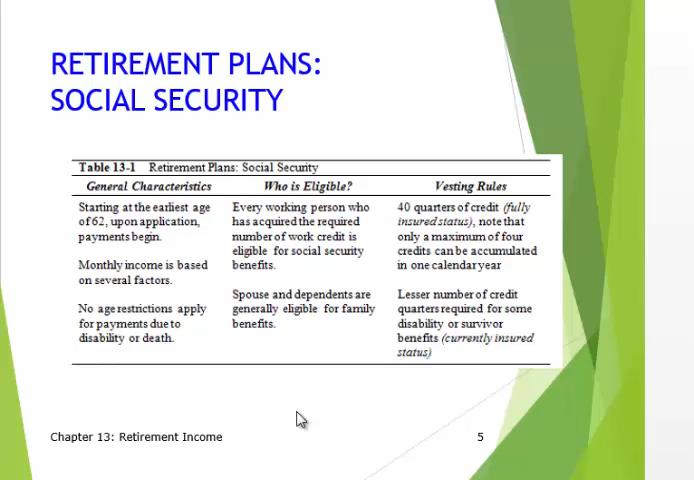 RETIREMENT PLANS:
SOCIAL SECURITY
Table 13-1 Retirement Plans: Social Security
General Characteristics
Who is Eligible?
Vesting Rules
Starting at the earliest age
of 62, upon application,
payments begin.
Monthly income is based
on several factors.
No age restrictions apply
for payments due to
disability or death.
Every working person who
has acquired the required
number of work credit is
eligible for social security
benefits.
Spouse and dependents are
generally eligible for family
benefits.
40 quarters of credit (fully
insured status), note that
only a maximum of four
credits can be accumulated
in one calendar year
Lesser number of credit
quarters required for some
disability or survivor
benefits (currently insured
status)
Chapter 13: Retirement Income
5